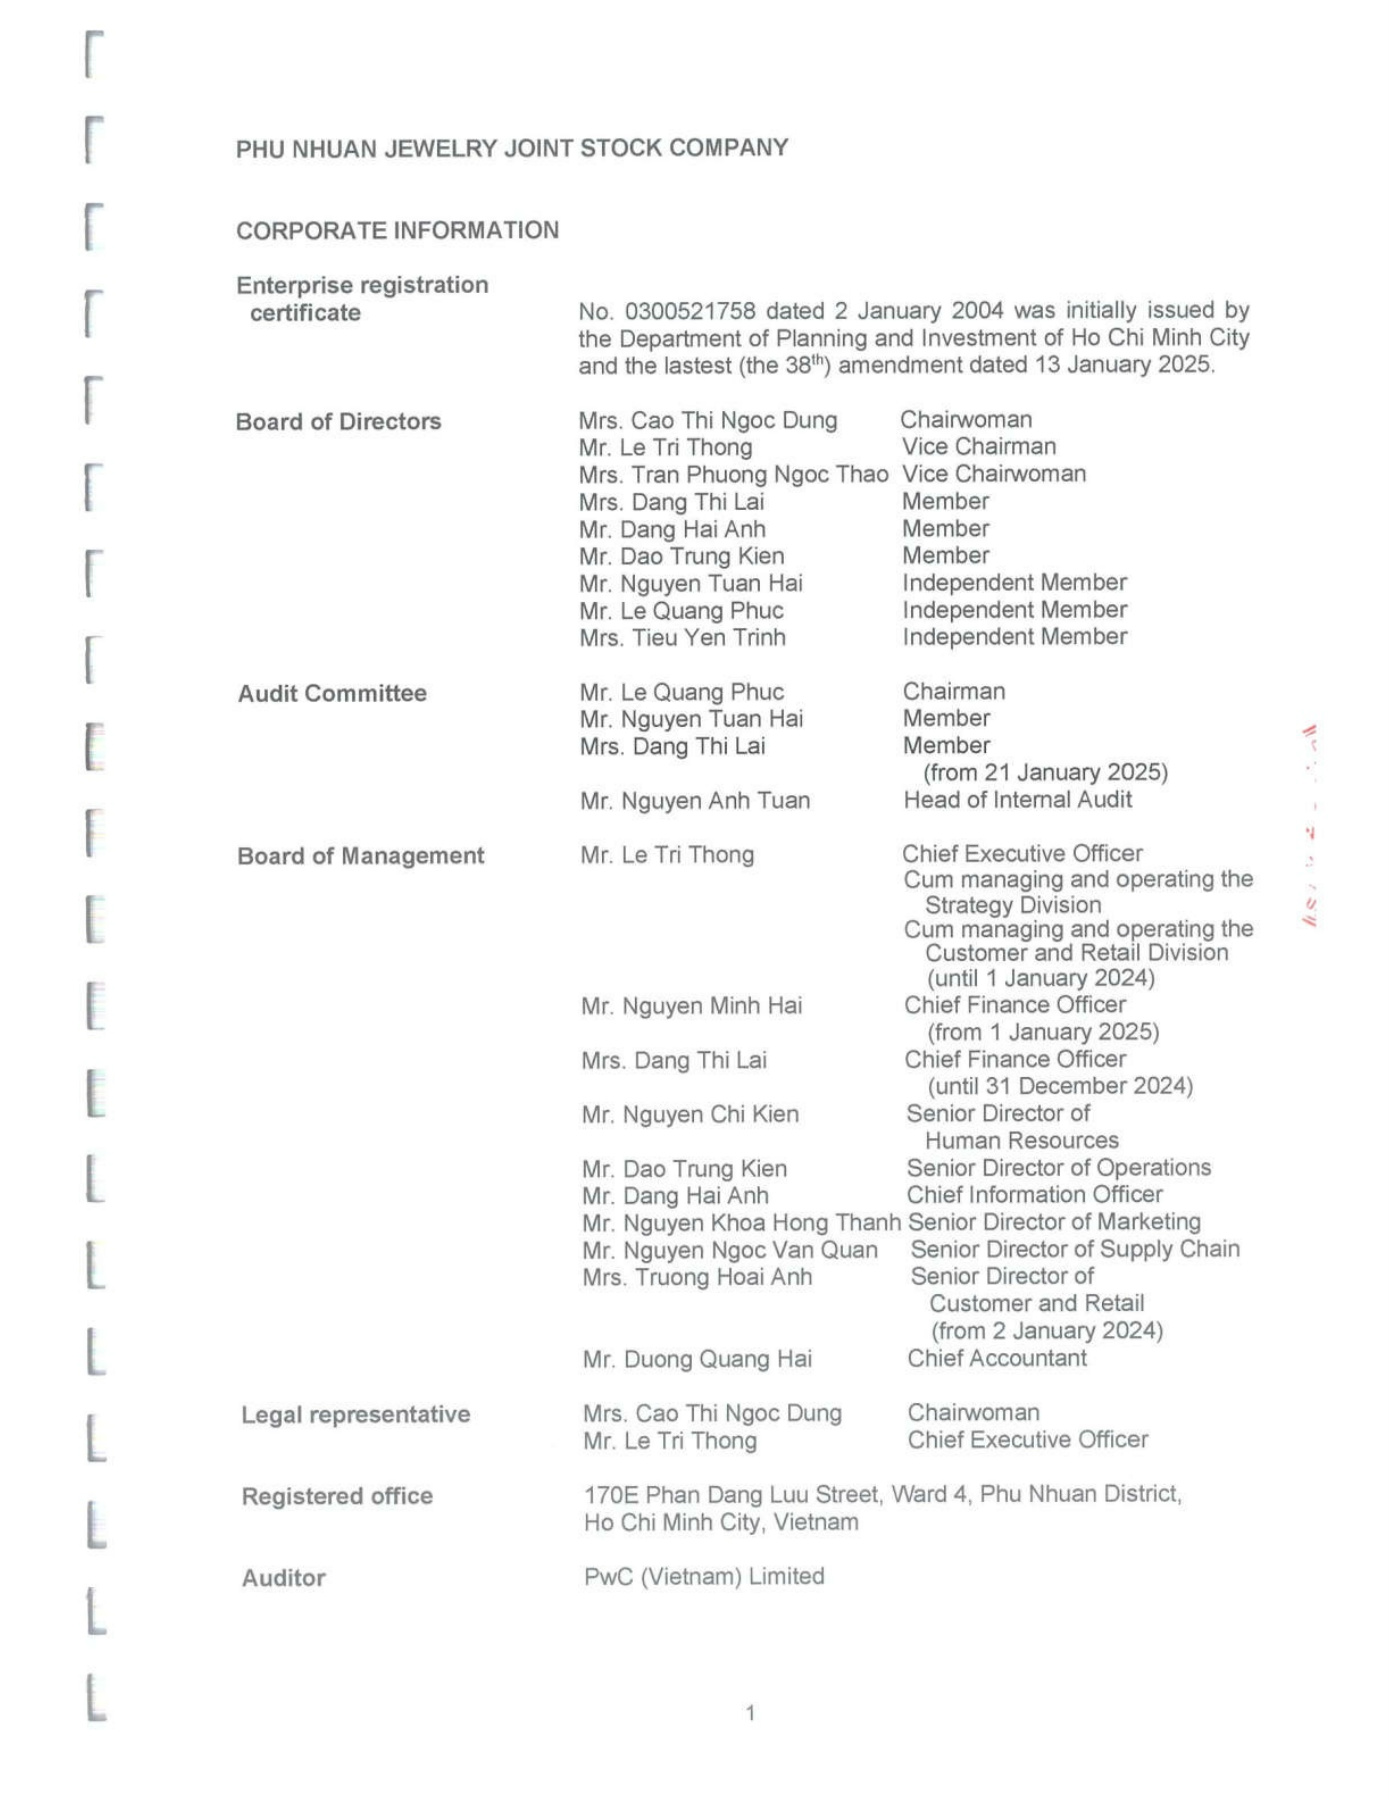 PHU NHUAN JEWELRY JOINT STOCK COMPANY
CORPORATE INFORMATION
Enterprise registration
certificate
No. 0300521758 dated 2 January 2004 was initially issued by
the Department of Planning and Investment of Ho Chi Minh City
and the lastest (the 38th) amendment dated 13 January 2025.
Board of Directors Mrs. Cao Thi Ngoc Dung Chairwoman
Mr. Le Tri Thong Vice Chairman
Mrs. Tran Phuong Ngoc Thao Vice Chairwoman
Mrs. Dang Thi Lai Member
Mr. Dang Hai Anh Member
Mr. Dao Trung Kien Member
Mr. Nguyen Tuan Hai Independent Member
Mr. Le Quang Phuc Independent Member
Mrs. Tieu Yen Trinh Independent Member
Audit Committee Mr. Le Quang Phuc Chairman
Mr. Nguyen Tuan Hai Member
Mrs. Dang Thi Lai Member
(from 21 January 2025)
Mr. Nguyen Anh Tuan Head of Internal Audit
Board of Management Mr. Le Tri Thong Chief Executive Officer
Cum managing and operating the
Strategy Division
Cum managing and operating the
Customer and Retail Division
(until 1 January 2024)
Mr. Nguyen Minh Hai Chief Finance Officer
(from 1 January 2025)
Mrs. Dang Thi Lai Chief Finance Officer
(until 31 December 2024)
Mr. Nguyen Chi Kien Senior Director of
Human Resources
Mr. Dao Trung Kien Senior Director of Operations
Mr. Dang Hai Anh Chief Information Officer
Mr. Nguyen Khoa Hong Thanh Senior Director of Marketing
Mr. Nguyen Ngoc Van Quan Senior Director of Supply Chain
Mrs. Truong Hoai Anh Senior Director of
Customer and Retail
(from 2 January 2024)
Mr. Duong Quang Hai Chief Accountant
Legal representative Mrs. Cao Thi Ngoc Dung Chairwoman
Mr. Le Tri Thong Chief Executive Officer
Registered office 170E Phan Dang Luu Street, Ward 4, Phu Nhuan District,
Ho Chi Minh City, Vietnam
Auditor PwC (Vietnam) Limited
1